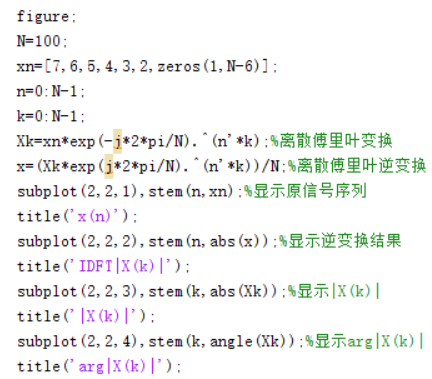 figure;
N=100;
xn=[7,6,5,4,3,2,zeros(1,N-6)];
n=0:N-1;
k=0:N-1;
Xk=xn*exp(-j*2*pi/N).^(n'*k);%离散傅里叶变换
x=(Xk*exp(j*2*pi/N).^(n'*k))/N;%离散傅里叶逆变换
subplot(2,2,1),stem(n,xn);%显示原信号序列
title('x(n)');
subplot(2,2,2),stem(n,abs(x));%显示逆变换结果
title('IDFT|X(k)|');
subplot(2,2,3),stem(k,abs(Xk));%显示|X(k)|
title('|X(k)|');
subplot(2,2,4),stem(k,angle(Xk));%显示arg|X(k)|
title('arg|X(k)|');